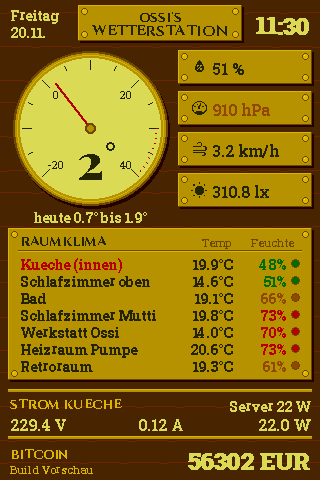 Freitag
20.11.
OSSI'S
WETTERSTATION
11:30
0
20
-20
40
2°
51 %
910 hPa
3.2 km/h
310.8 lx
heute 0.7° bis 1.9°
RAUMKLIMA Temp Feuchte
Kueche (innen) 19.9°C 48%
Schlafzimmer oben 14.6°C 51%
Bad 19.1°C 66%
Schlafzimmer Mutti 19.8°C 73%
Werkstatt Ossi 14.0°C 70%
Heizraum Pumpe 20.6°C 73%
Retroraum 19.3°C 61%
STROM KUECHE Server 22 W
229.4 V 0.12 A 22.0 W
BITCOIN
Build Vorschau
56302 EUR